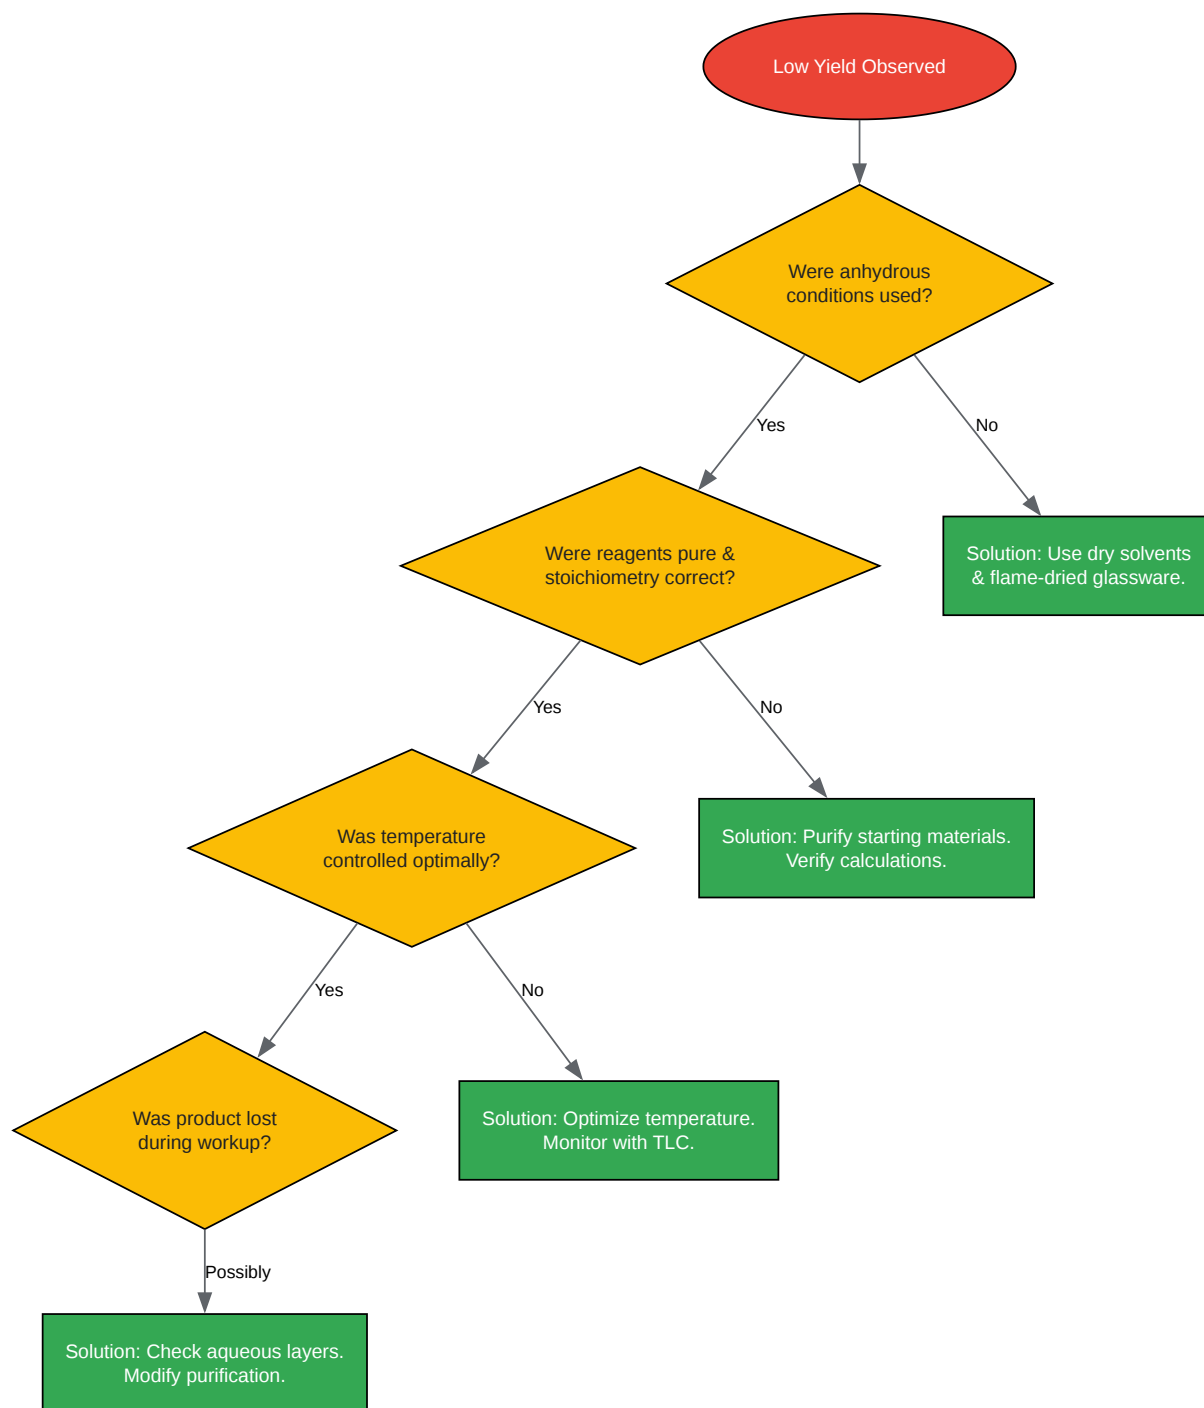 Low Yield Observed
Were anhydrous
conditions used?
Yes
No
Were reagents pure &
stoichiometry correct?
Solution: Use dry solvents
& flame-dried glassware.
Yes
No
Was temperature
controlled optimally?
Solution: Purify starting materials.
Verify calculations.
Yes
No
Was product lost
during workup?
Solution: Optimize temperature.
Monitor with TLC.
Possibly
Solution: Check aqueous layers.
Modify purification.